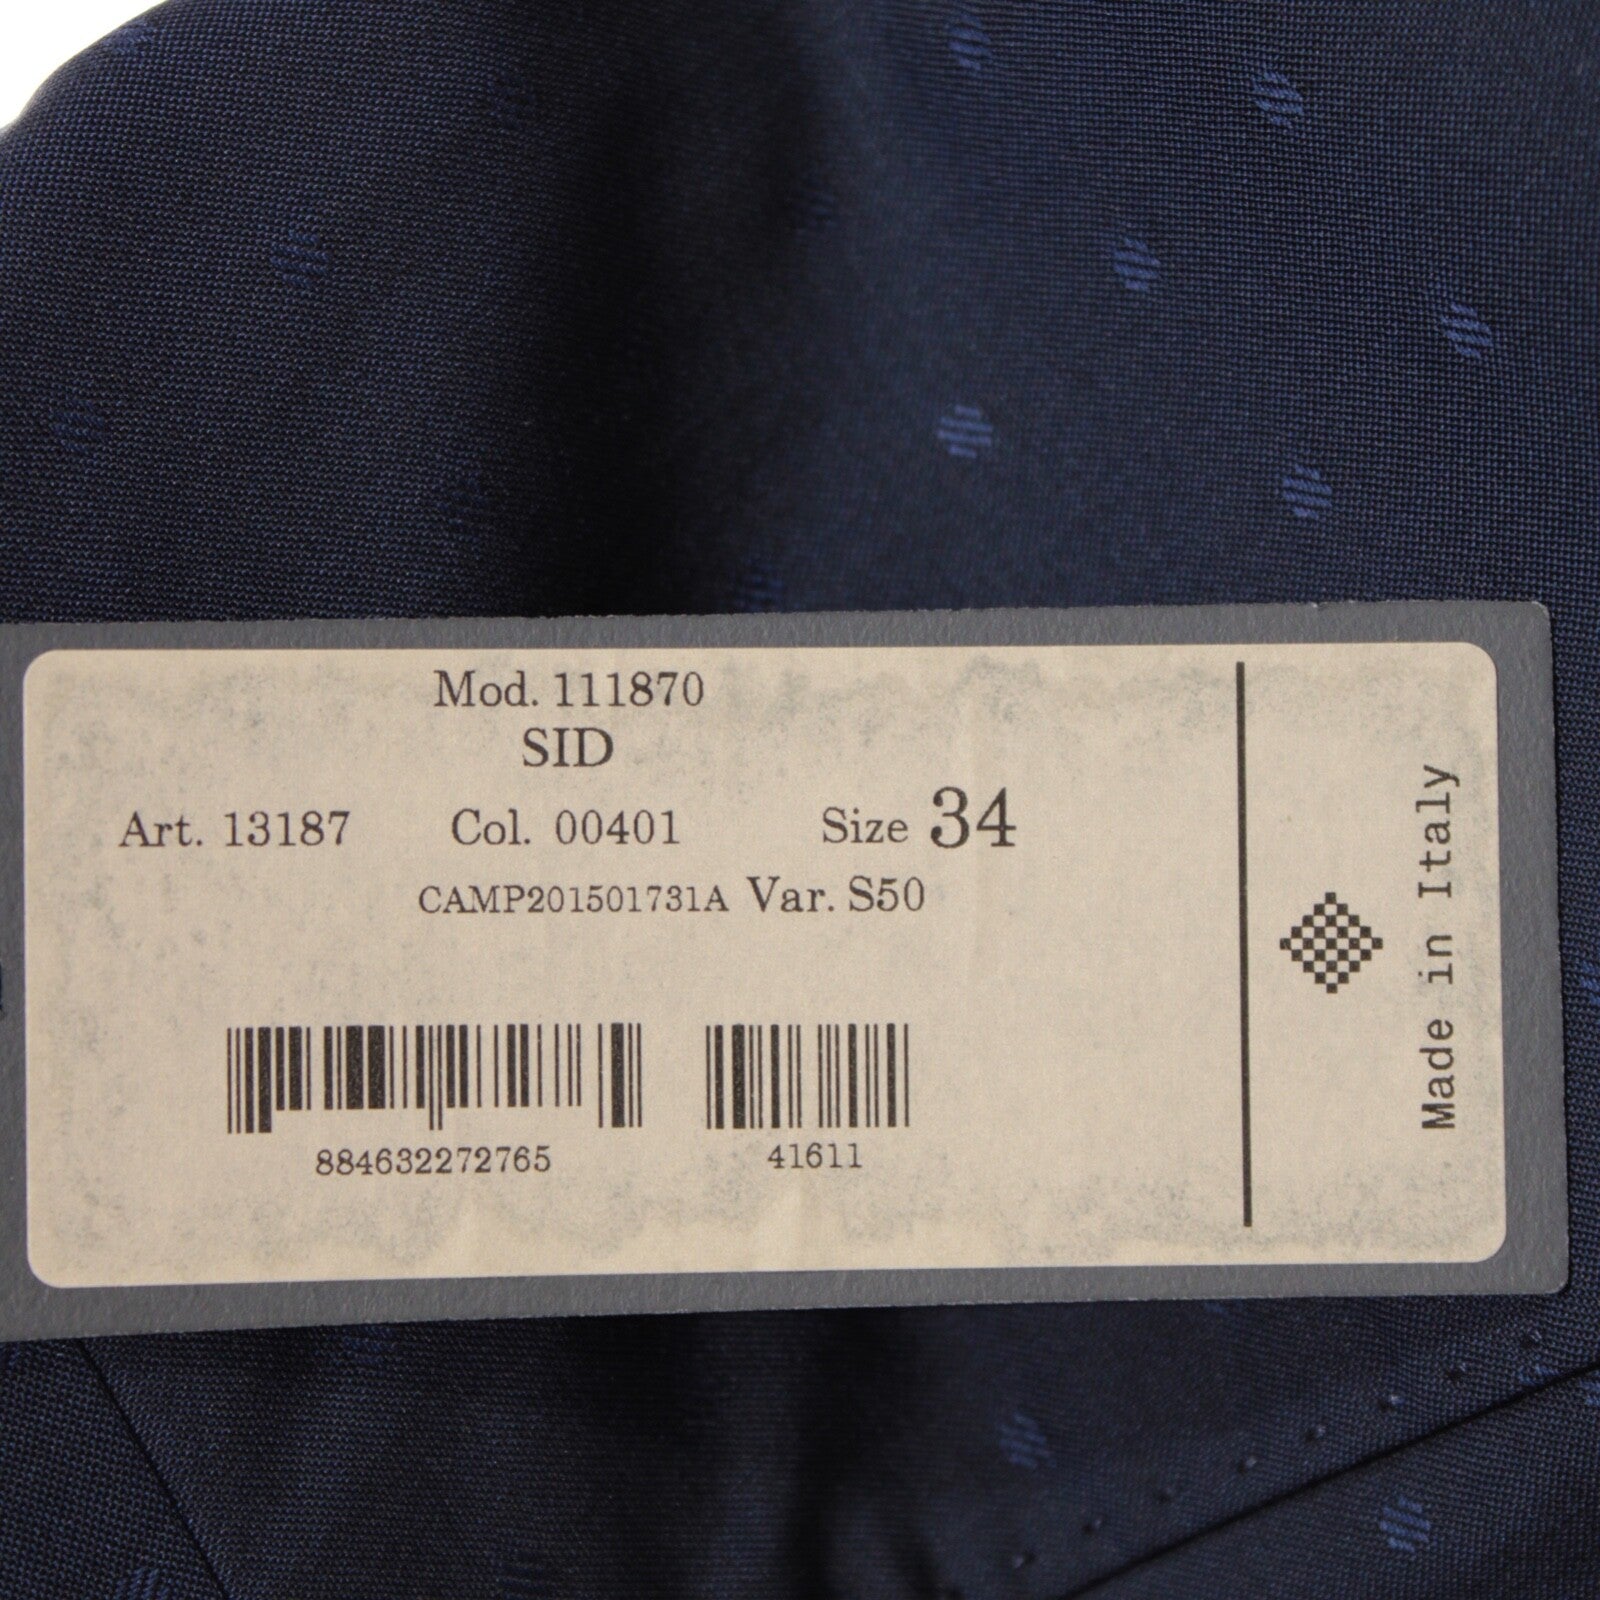 Mod. 111870
SID
Art. 13187 Col. 00401 Size 34
CAMP201501731A Var. S50
884632272765 41611
Made in Italy